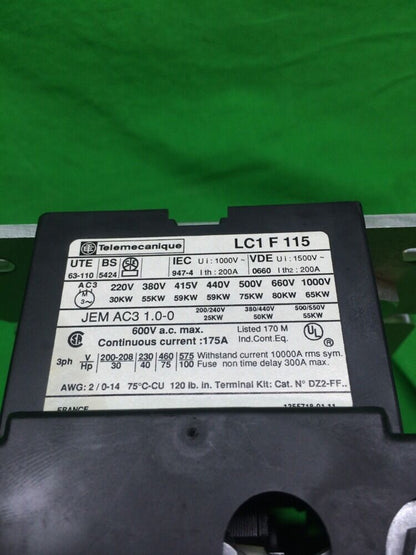 Telemecanique LC1 F 115
UTE BS IEC Ui : 1000V ~ VDE Ui : 1500V ~
63-110 5424 947-4 I th : 200A 0660 I th2 : 200A
AC3 220V 380V 415V 440V 500V 660V 1000V
3~ 30KW 55KW 59KW 59KW 75KW 80KW 65KW
JEM AC3 1.0-0 200/240V 380/440V 500/550V
25KW 50KW 55KW
600V a.c. max. Listed 170 M
Continuous current :175A Ind.Cont.Eq.
3ph V 200-208 230 460 575 Withstand current 10000A rms sym.
Hp 30 40 75 100 Fuse non time delay 300A max.
AWG: 2 / 0-14 75°C-CU 120 lb. in. Terminal Kit: Cat. N° DZ2-FF..
FRANCE